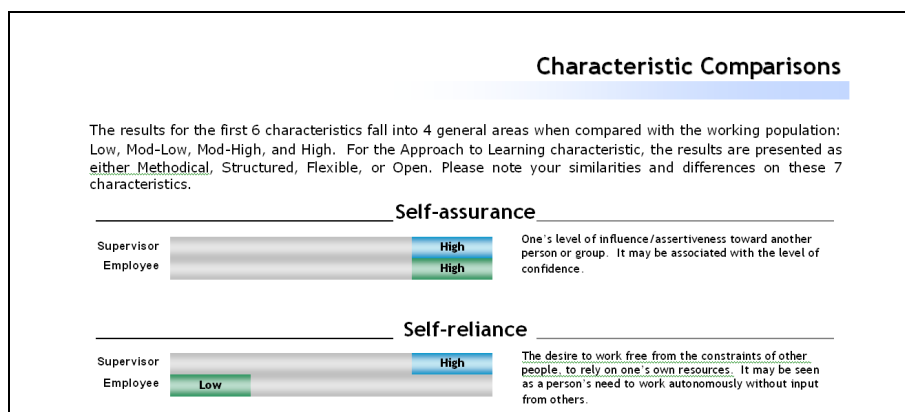 Characteristic Comparisons
The results for the first 6 characteristics fall into 4 general areas when compared with the working population:
Low, Mod-Low, Mod-High, and High.  For the Approach to Learning characteristic, the results are presented as
either Methodical, Structured, Flexible, or Open. Please note your similarities and differences on these 7
characteristics.
Self-assurance
Supervisor High
Employee High
One's level of influence/assertiveness toward another
person or group.  It may be associated with the level of
confidence.
Self-reliance
Supervisor High
Employee Low
The desire to work free from the constraints of other
people, to rely on one's own resources.  It may be seen
as a person's need to work autonomously without input
from others.